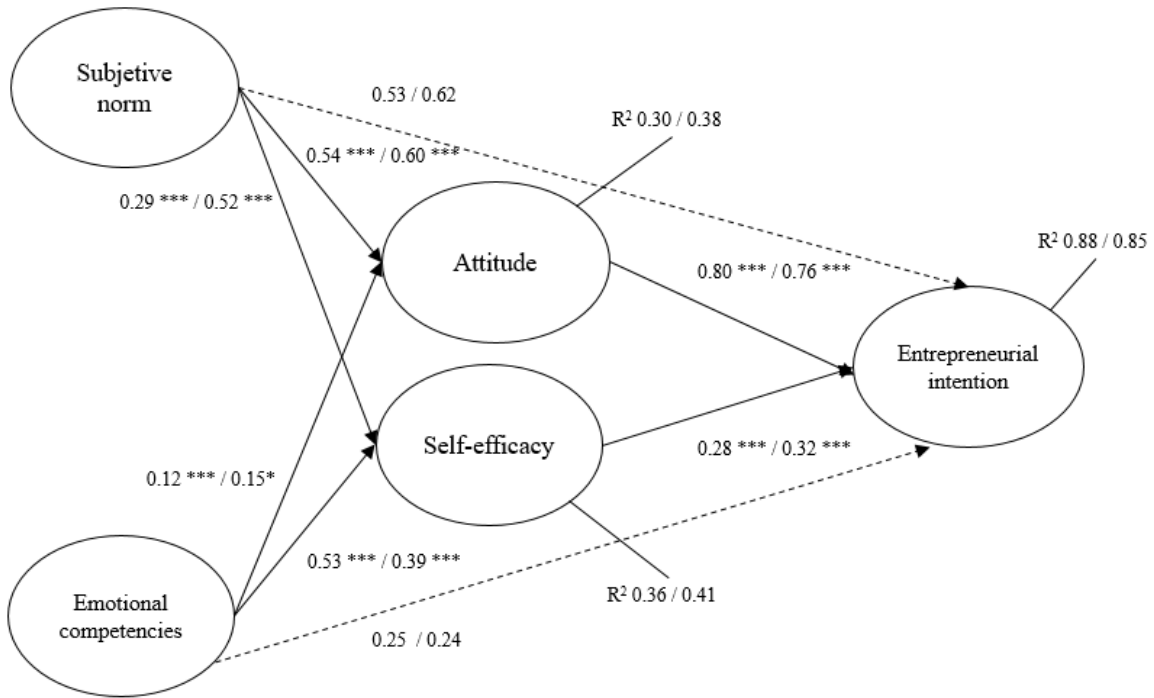 Subjetive
norm
0.53 / 0.62
R² 0.30 / 0.38
0.54 *** / 0.60 ***
0.29 *** / 0.52 ***
Attitude
R² 0.88 / 0.85
0.80 *** / 0.76 ***
Entrepreneurial
intention
Self-efficacy
0.28 *** / 0.32 ***
0.12 *** / 0.15*
0.53 *** / 0.39 ***
R² 0.36 / 0.41
Emotional
competencies
0.25 / 0.24